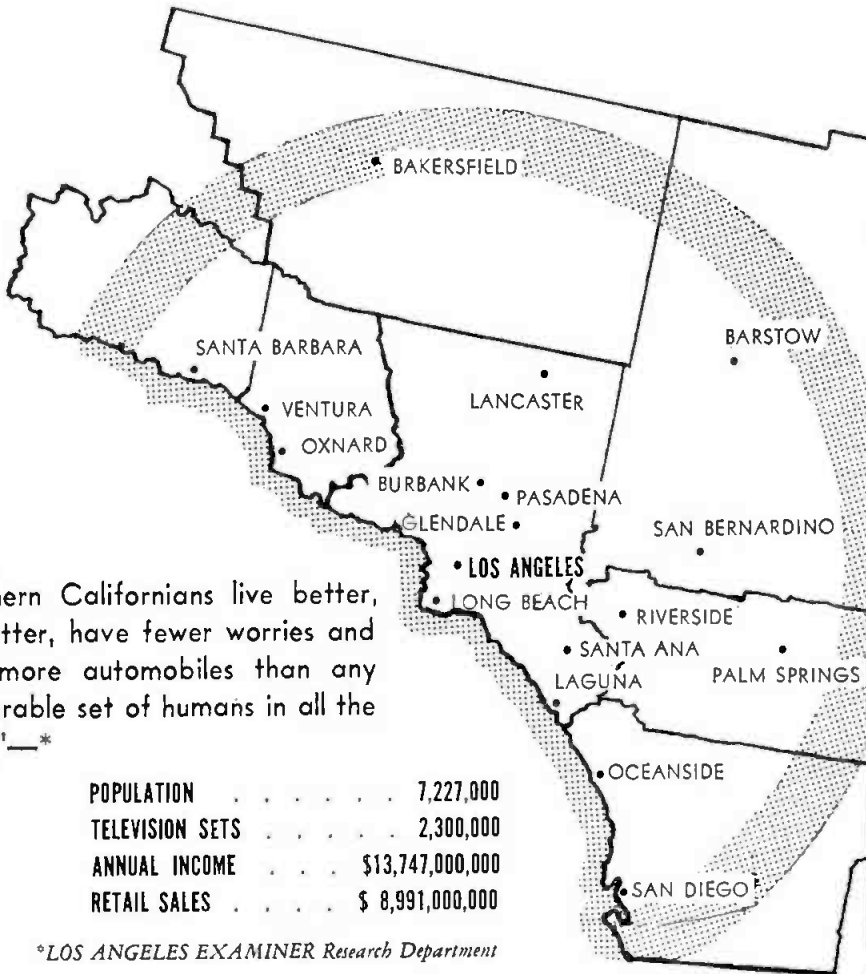 BAKERSFIELD
BARSTOW
SANTA BARBARA
LANCASTER
VENTURA
OXNARD
BURBANK
PASADENA
GLENDALE
SAN BERNARDINO
LOS ANGELES
LONG BEACH
RIVERSIDE
SANTA ANA
PALM SPRINGS
LAGUNA
OCEANSIDE
SAN DIEGO
hern Californians live better,
tter, have fewer worries and
more automobiles than any
rable set of humans in all the
'—*
POPULATION . . . . . . 7,227,000
TELEVISION SETS . . . . . 2,300,000
ANNUAL INCOME . . . $13,747,000,000
RETAIL SALES . . . . $ 8,991,000,000
*LOS ANGELES EXAMINER Research Department